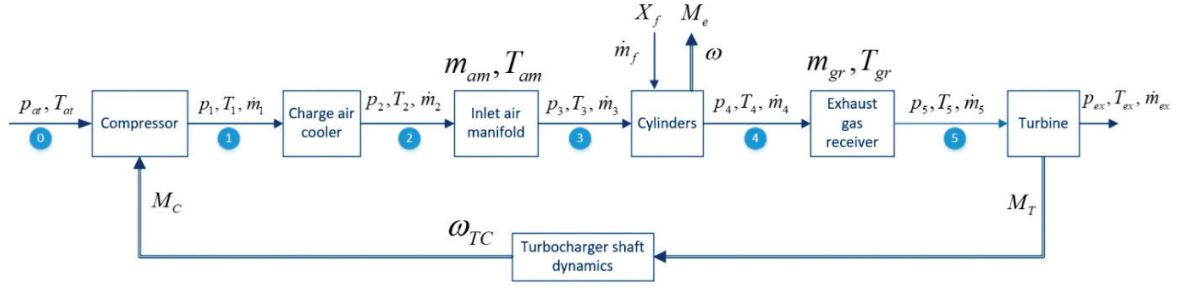 X_f M_e
ṁ_f ω
m_am, T_am m_gr, T_gr
p_at, T_at p_1, T_1, ṁ_1 p_2, T_2, ṁ_2 p_3, T_3, ṁ_3 p_4, T_4, ṁ_4 p_5, T_5, ṁ_5 p_ex, T_ex, ṁ_ex
Compressor
Charge air
cooler
Inlet air
manifold
Cylinders
Exhaust
gas
receiver
Turbine
0 1 2 3 4 5
M_C M_T
ω_TC
Turbocharger shaft
dynamics